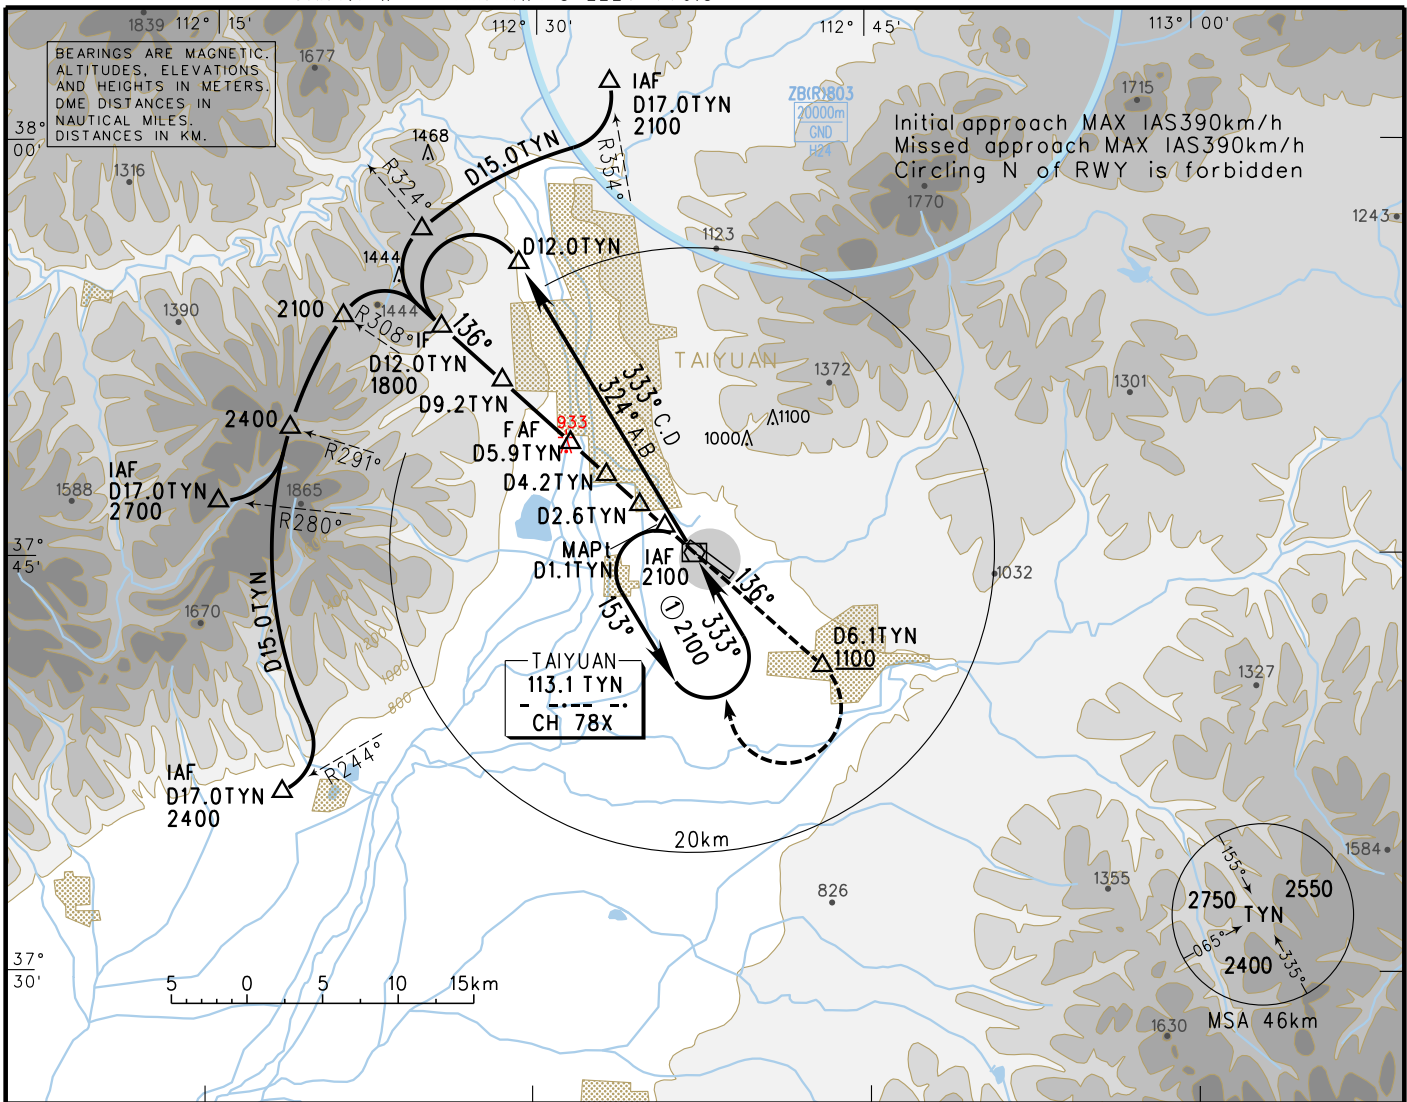 1839
112° 15'
112° 30'
112° 45'
113° 00'
BEARINGS ARE MAGNETIC.
ALTITUDES, ELEVATIONS
AND HEIGHTS IN METERS.
DME DISTANCES IN
NAUTICAL MILES.
DISTANCES IN KM.
1677
IAF
D17.0TYN
2100
ZB(R)803
20000m
GND
H24
1715
Initial approach MAX IAS390km/h
Missed approach MAX IAS390km/h
Circling N of RWY is forbidden
38°
00'
1468
D15.0TYN
R354°
R324°
1316
1770
1243
1123
D12.0TYN
1444
1444
1390
2100
R308°
IF
D12.0TYN
1800
136°
D9.2TYN
TAIYUAN
1372
1301
333° C.D
324° A.B
1100
1000
933
FAF
D5.9TYN
2400
R291°
D4.2TYN
IAF
D17.0TYN
2700
1588
1865
R280°
D2.6TYN
37°
45'
MAPt
D1.1TYN
IAF
2100
136°
1032
1670
D15.0TYN
153°
1 2100
333°
D6.1TYN
1100
1200
1000
800
TAIYUAN
113.1 TYN
CH 78X
1327
R244°
IAF
D17.0TYN
2400
20km
826
1355
1584
155°
2750
2550
TYN
065°
2400
335°
MSA 46km
1630
37°
30'
5 0 5 10 15km